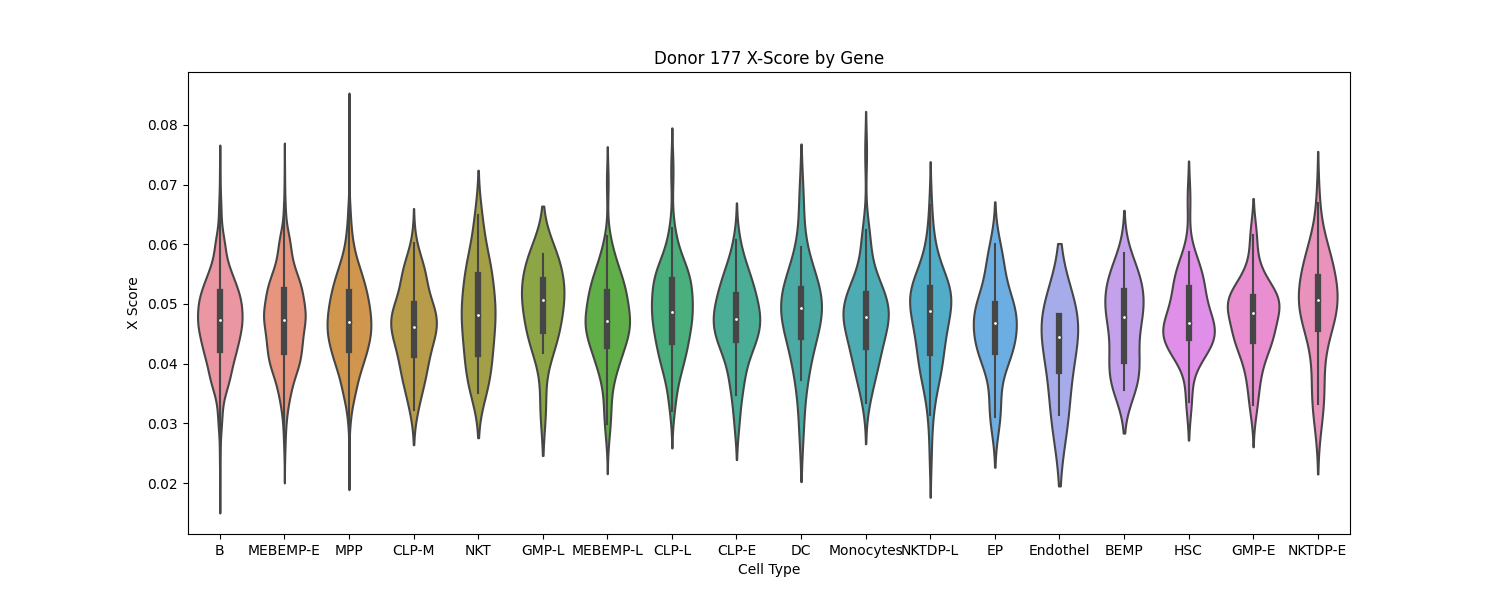 Donor 177 X-Score by Gene
X Score
0.08
0.07
0.06
0.05
0.04
0.03
0.02
B MEBEMP-E MPP CLP-M NKT GMP-L MEBEMP-L CLP-L CLP-E DC Monocytes NKTDP-L EP Endothel BEMP HSC GMP-E NKTDP-E
Cell Type